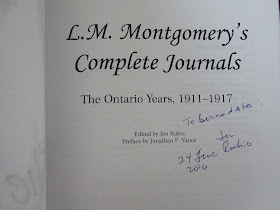 L.M. Montgomery's
Complete Journals
The Ontario Years, 1911–1917
To Bernadette
Edited by Jen Rubio
Preface by Jonathan F. Vance
Jen Rubio
24 June
2016